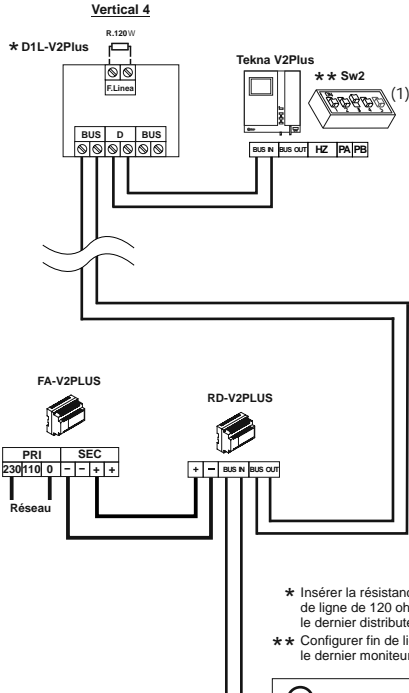 Vertical 4
* D1L-V2Plus
R.120W
F.Linea
BUS D BUS
Tekna V2Plus
** Sw2
(1)
BUS IN BUS OUT HZ PA PB
FA-V2PLUS
PRI SEC
230 110 0 − − + +
Réseau
RD-V2PLUS
+ − BUS IN BUS OUT
* Insérer la résistanc
de ligne de 120 oh
le dernier distribute
** Configurer fin de li
le dernier moniteur